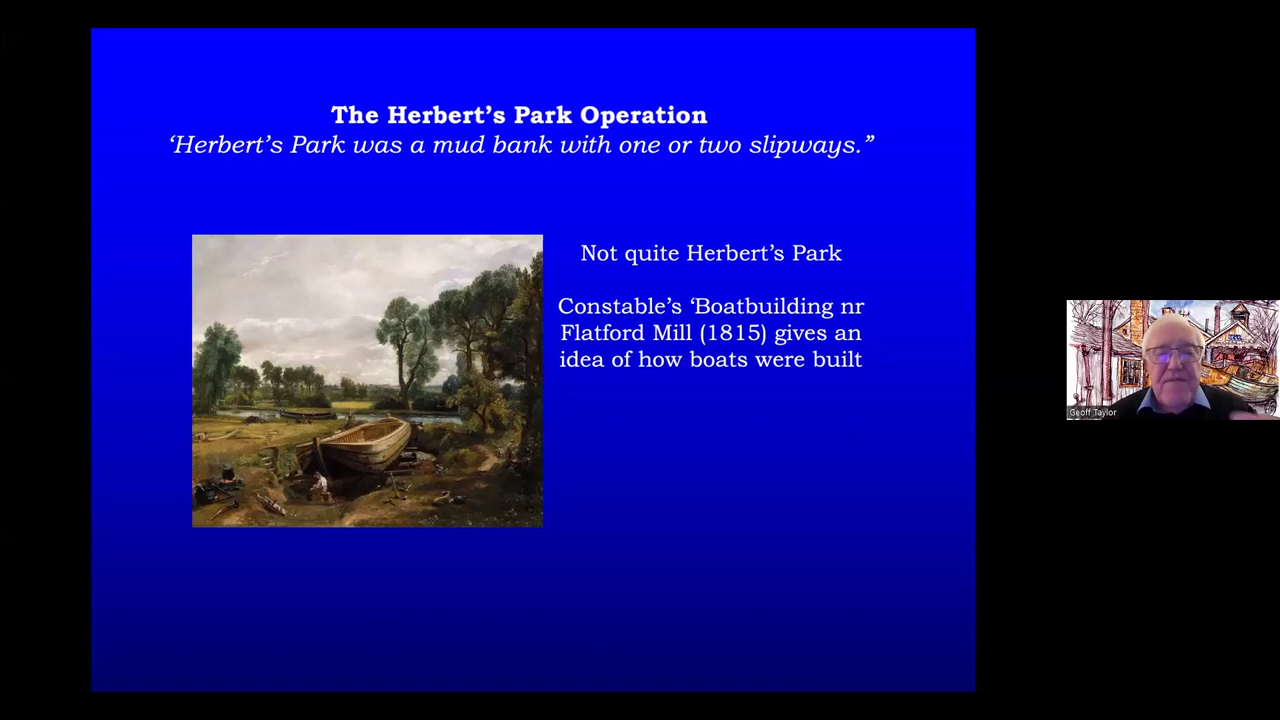 The Herbert’s Park Operation
‘Herbert’s Park was a mud bank with one or two slipways.”
Not quite Herbert’s Park
Constable’s ‘Boatbuilding nr
Flatford Mill (1815) gives an
idea of how boats were built
Geoff Taylor